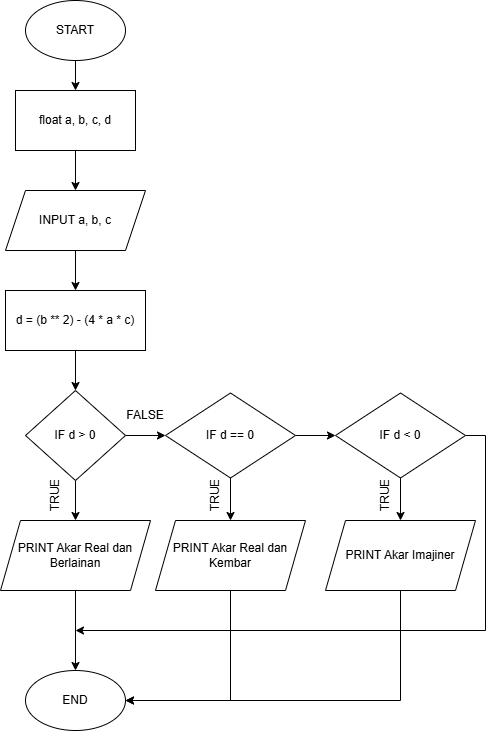 START
float a, b, c, d
INPUT a, b, c
d = (b ** 2) - (4 * a * c)
IF d > 0
FALSE
IF d == 0
IF d < 0
TRUE
TRUE
TRUE
PRINT Akar Real dan
Berlainan
PRINT Akar Real dan
Kembar
PRINT Akar Imajiner
END